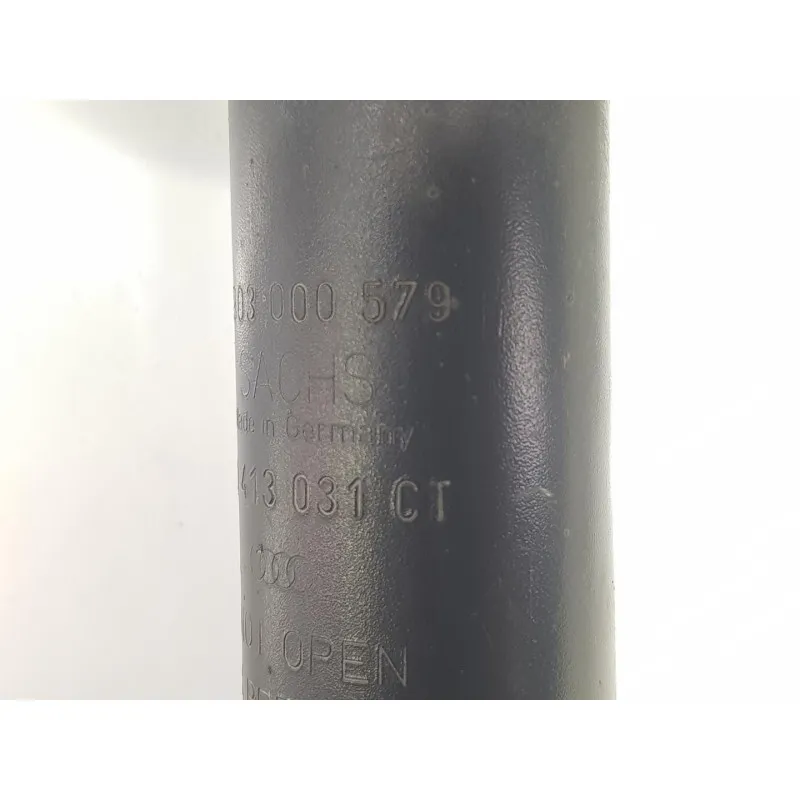 03 000 579
SACHS
Made in Germany
413 031 CT
OPEN